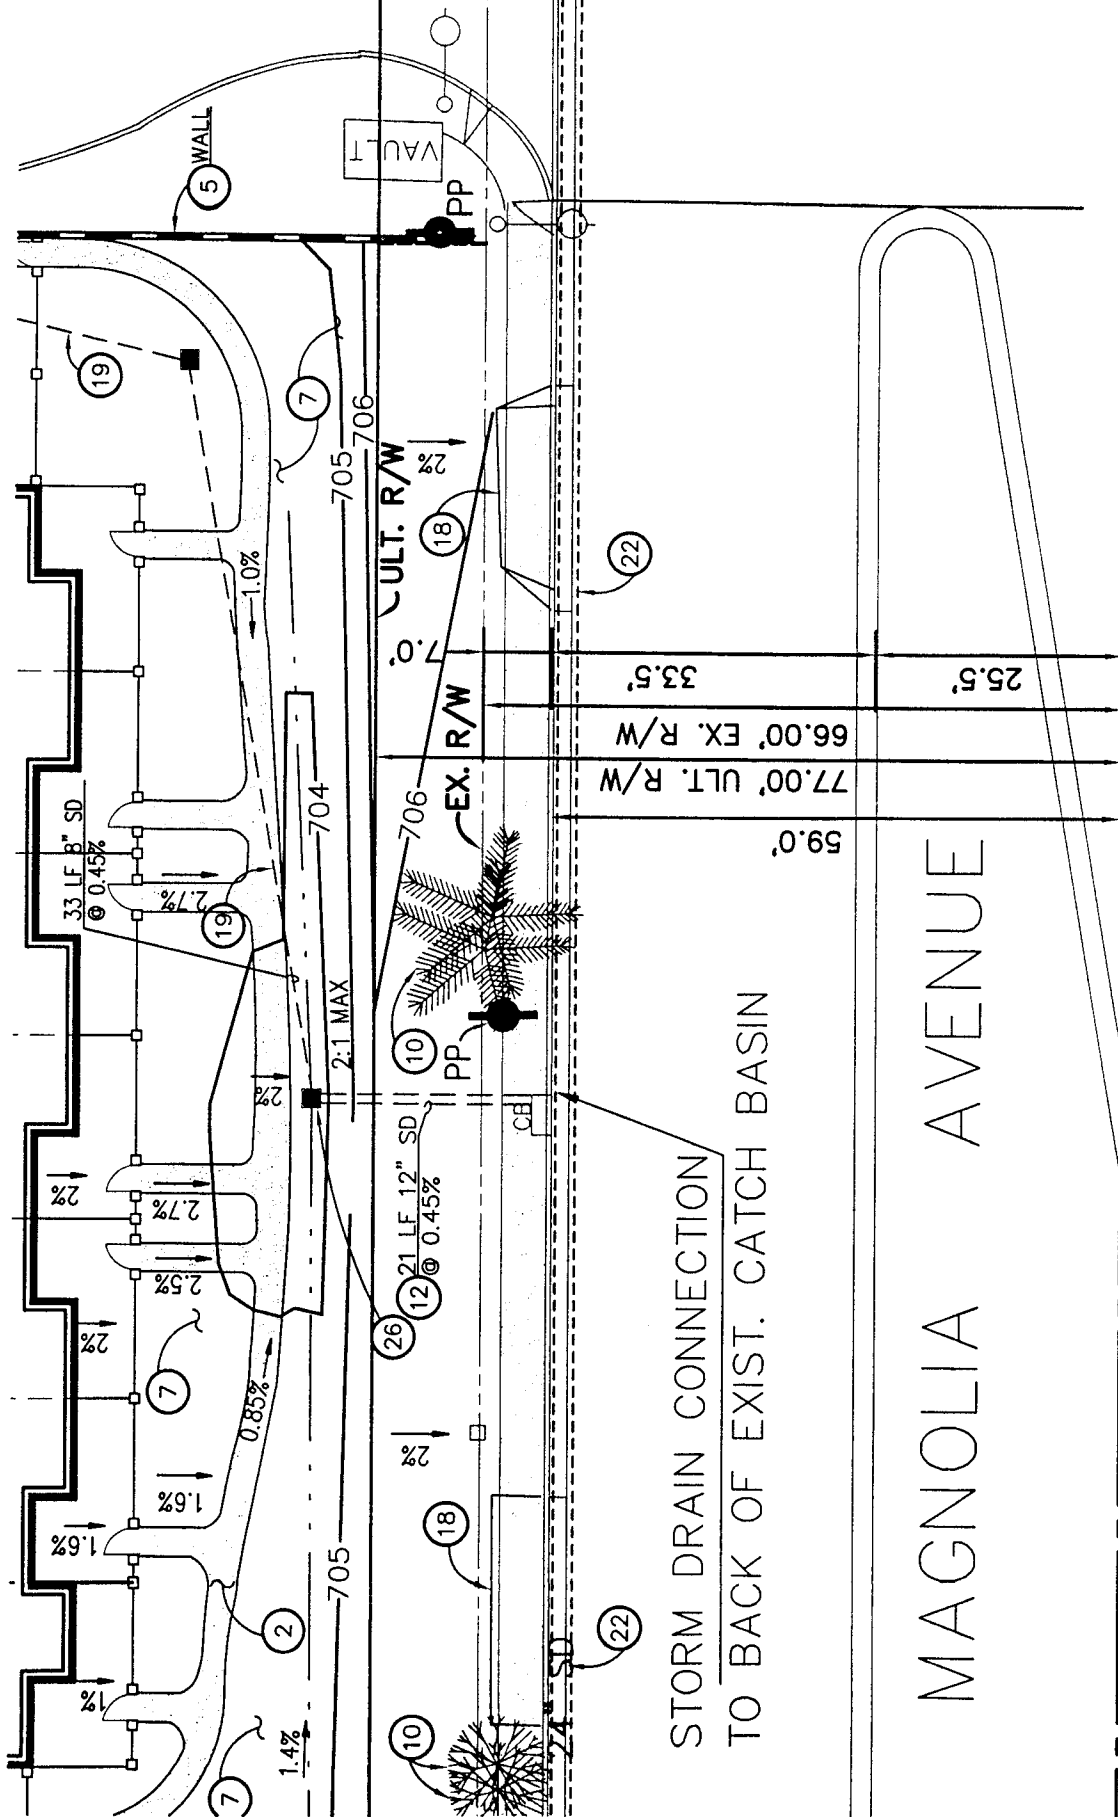 WALL
5
VAULT
PP
19
7
706
705
ULT. R/W
2%
18
22
1.0%
7.0'
33.5'
25.5'
EX. R/W
66.00' EX. R/W
77.00' ULT. R/W
59.0'
706
704
33 LF 8" SD
@ 0.45%
2.7%
19
10
PP
2:1 MAX
2%
CB
21 LF 12" SD
@ 0.45%
12
26
2%
2.7%
2.5%
2%
7
0.85%
2%
1.6%
1.6%
18
705
2
1%
22
24 SD
10
1.4%
7
STORM DRAIN CONNECTION
TO BACK OF EXIST. CATCH BASIN
MAGNOLIA AVENUE